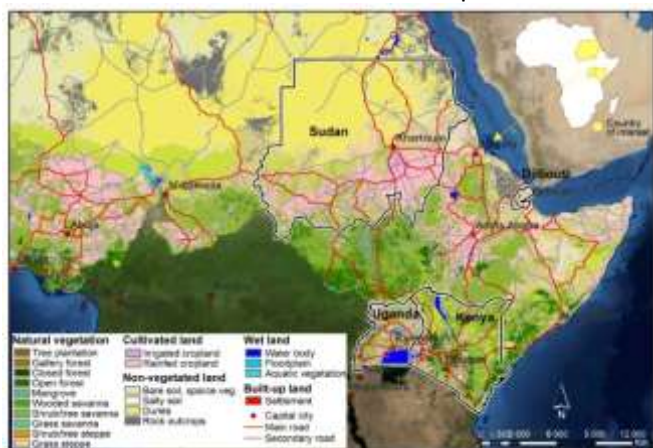 Country
of interest
Sudan
Khartoum
Djibouti
N'Djamena
Abuja
Addis Ababa
Uganda
Kenya
Natural vegetation
Tree plantation
Gallery forest
Closed forest
Open forest
Mangrove
Wooded savanna
Shrub/tree savanna
Grass savanna
Shrub/tree steppe
Grass steppe
Cultivated land
Irrigated cropland
Rainfed cropland
Non-vegetated land
Bare soil, sparce veg.
Salty soil
Dunes
Rock outcrops
Wet land
Water body
Floodplain
Aquatic vegetation
Built-up land
Settlement
Capital city
Main road
Secondary road
N